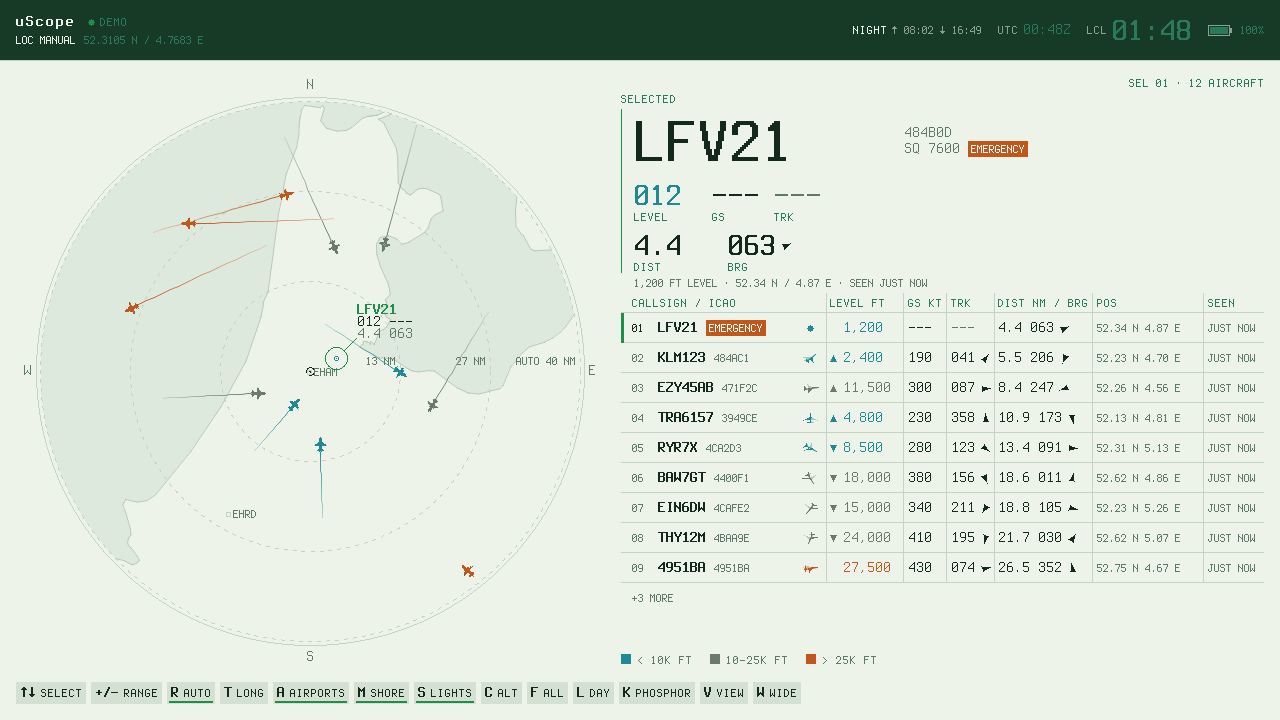 uScope DEMO
LOC MANUAL 52.3105 N / 4.7683 E
NIGHT ↑ 08:02 ↓ 16:49 UTC 00:48Z LCL 01:48 100%
N
W
E
S
LFV21
012 ---
4.4 063
13 NM
27 NM
AUTO 40 NM
EHAM
EHRD
SEL 01 · 12 AIRCRAFT
SELECTED
LFV21
484B0D
SQ 7600 EMERGENCY
012 --- ---
LEVEL GS TRK
4.4 063
DIST BRG
1,200 FT LEVEL · 52.34 N / 4.87 E · SEEN JUST NOW
CALLSIGN / ICAO LEVEL FT GS KT TRK DIST NM / BRG POS SEEN
01 LFV21 EMERGENCY 1,200 --- --- 4.4 063 52.34 N 4.87 E JUST NOW
02 KLM123 484AC1 ▲ 2,400 190 041 5.5 206 52.23 N 4.70 E JUST NOW
03 EZY45AB 471F2C ▲ 11,500 300 087 8.4 247 52.26 N 4.56 E JUST NOW
04 TRA6157 3949CE ▲ 4,800 230 358 10.9 173 52.13 N 4.81 E JUST NOW
05 RYR7X 4CA2D3 ▼ 8,500 280 123 13.4 091 52.31 N 5.13 E JUST NOW
06 BAW7GT 4400F1 ▼ 18,000 380 156 18.6 011 52.62 N 4.86 E JUST NOW
07 EIN6DW 4CAFE2 ▼ 15,000 340 211 18.8 105 52.23 N 5.26 E JUST NOW
08 THY12M 4BAA9E ▼ 24,000 410 195 21.7 030 52.62 N 5.07 E JUST NOW
09 4951BA 4951BA 27,500 430 074 26.5 352 52.75 N 4.67 E JUST NOW
+3 MORE
< 10K FT 10-25K FT > 25K FT
↑↓ SELECT +/- RANGE R AUTO T LONG A AIRPORTS M SHORE S LIGHTS C ALT F ALL L DAY K PHOSPHOR V VIEW W WIDE